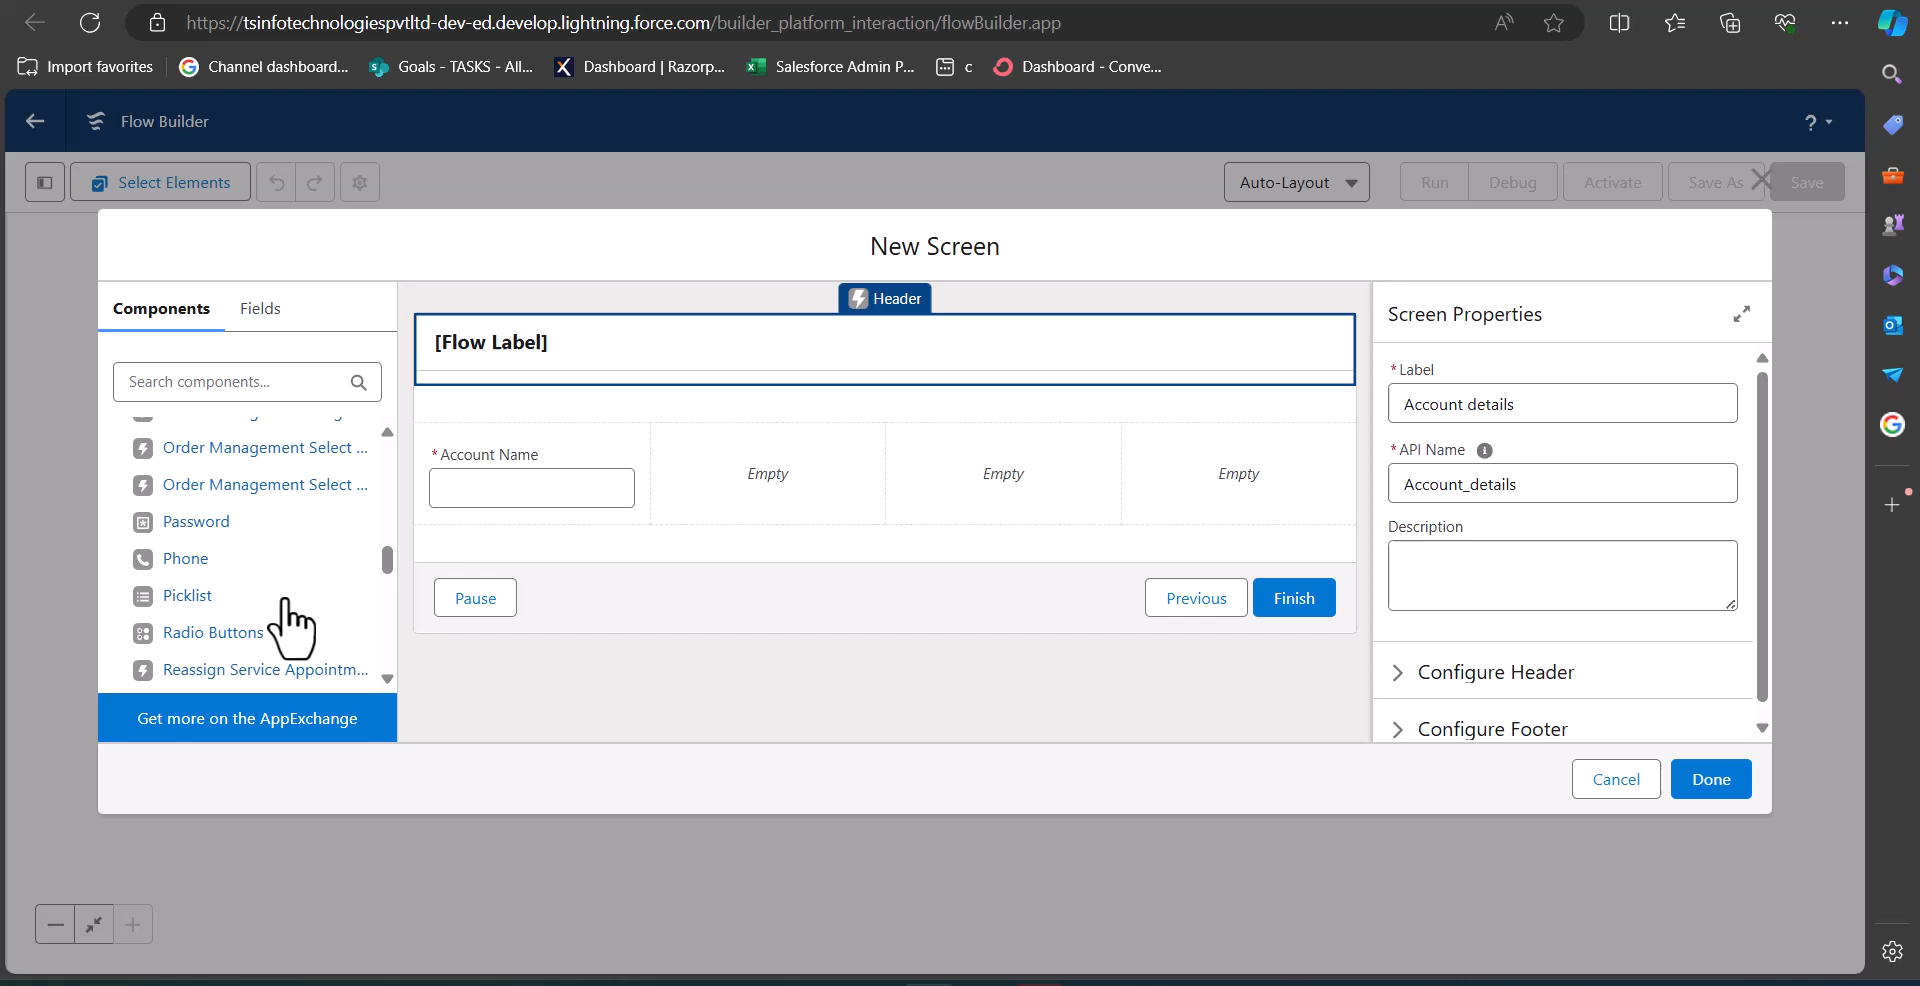 https://tsinfotechnologiespvtltd-dev-ed.develop.lightning.force.com/builder_platform_interaction/flowBuilder.app
Import favorites
Channel dashboard...
Goals - TASKS - All...
Dashboard | Razorp...
Salesforce Admin P...
c
Dashboard - Conve...
Flow Builder
?
Select Elements
Auto-Layout
Run
Debug
Activate
Save As
Save
New Screen
Components
Fields
Search components...
Order Management Select ...
Order Management Select ...
Password
Phone
Picklist
Radio Buttons
Reassign Service Appointm...
Get more on the AppExchange
Header
[Flow Label]
* Account Name
Empty
Empty
Empty
Pause
Previous
Finish
Screen Properties
* Label
Account details
* API Name
Account_details
Description
Configure Header
Configure Footer
Cancel
Done